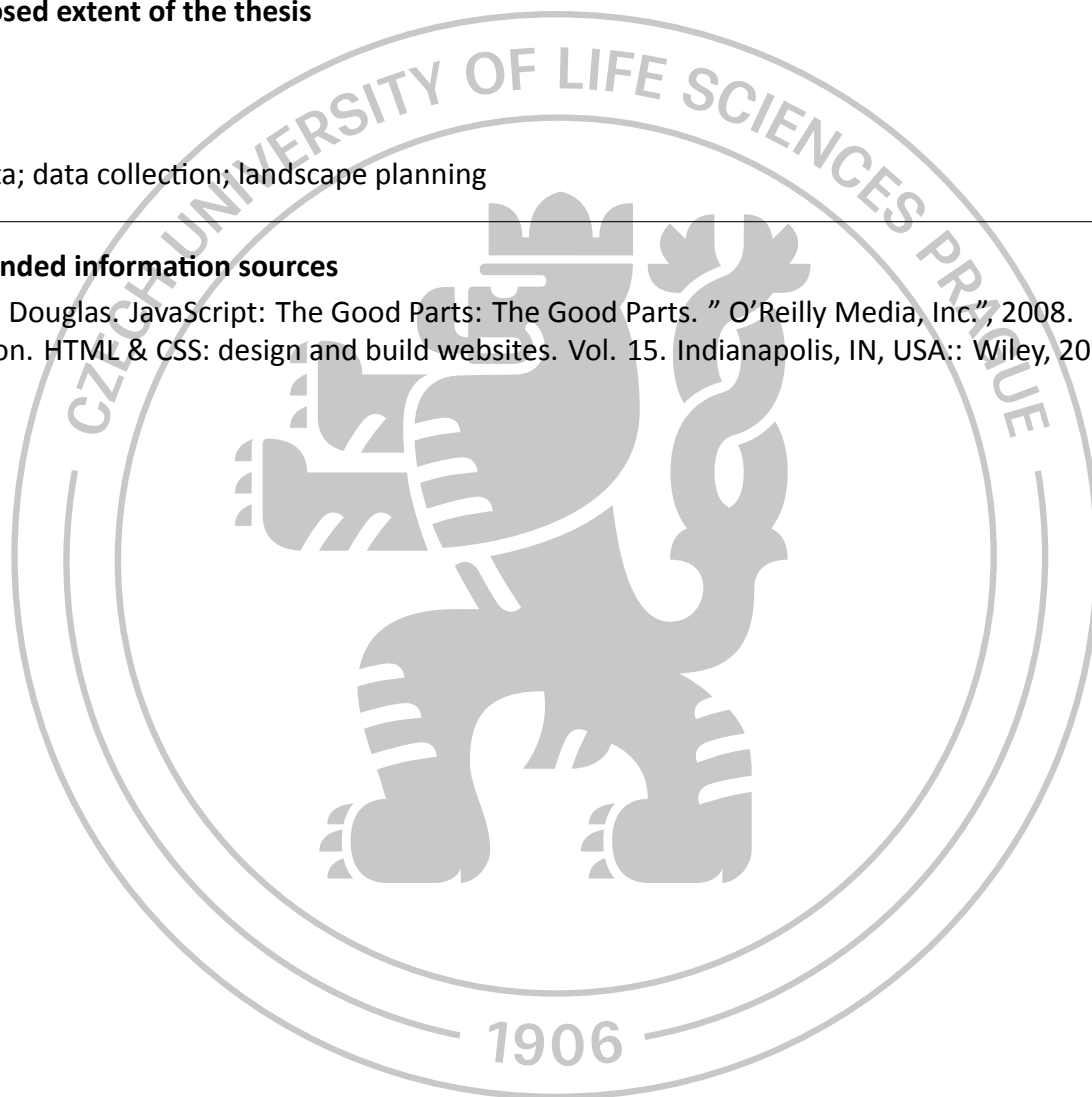 osed extent of the thesis
ta; data collection; landscape planning
nded information sources
Douglas. JavaScript: The Good Parts: The Good Parts. ” O’Reilly Media, Inc.”, 2008.
on. HTML & CSS: design and build websites. Vol. 15. Indianapolis, IN, USA:: Wiley, 20
CZECH UNIVERSITY OF LIFE SCIENCES PRAGUE
1906